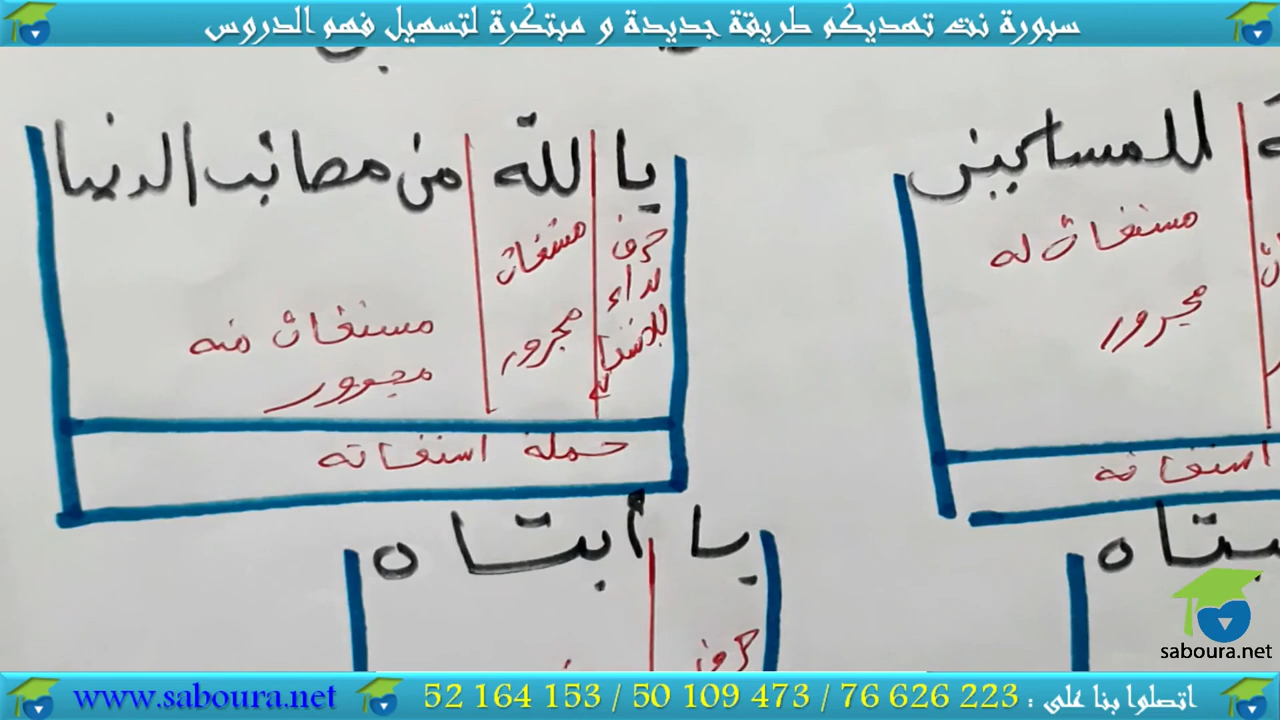 سبورة نت تهديكم طريقة جديدة و مبتكرة لتسهيل فهم الدروس
يا لله من مصائب الدنيا
حرف نداء للاستغاثة
مستغاث مجرور
مستغاث منه
مجرور
جملة استغاثة
للمساكين
مستغاث له
مجرور
استغاثة
يا أبتاه
حرف
saboura.net
اتصلوا بنا على : 223 626 76 / 473 109 50 / 153 164 52
www.saboura.net